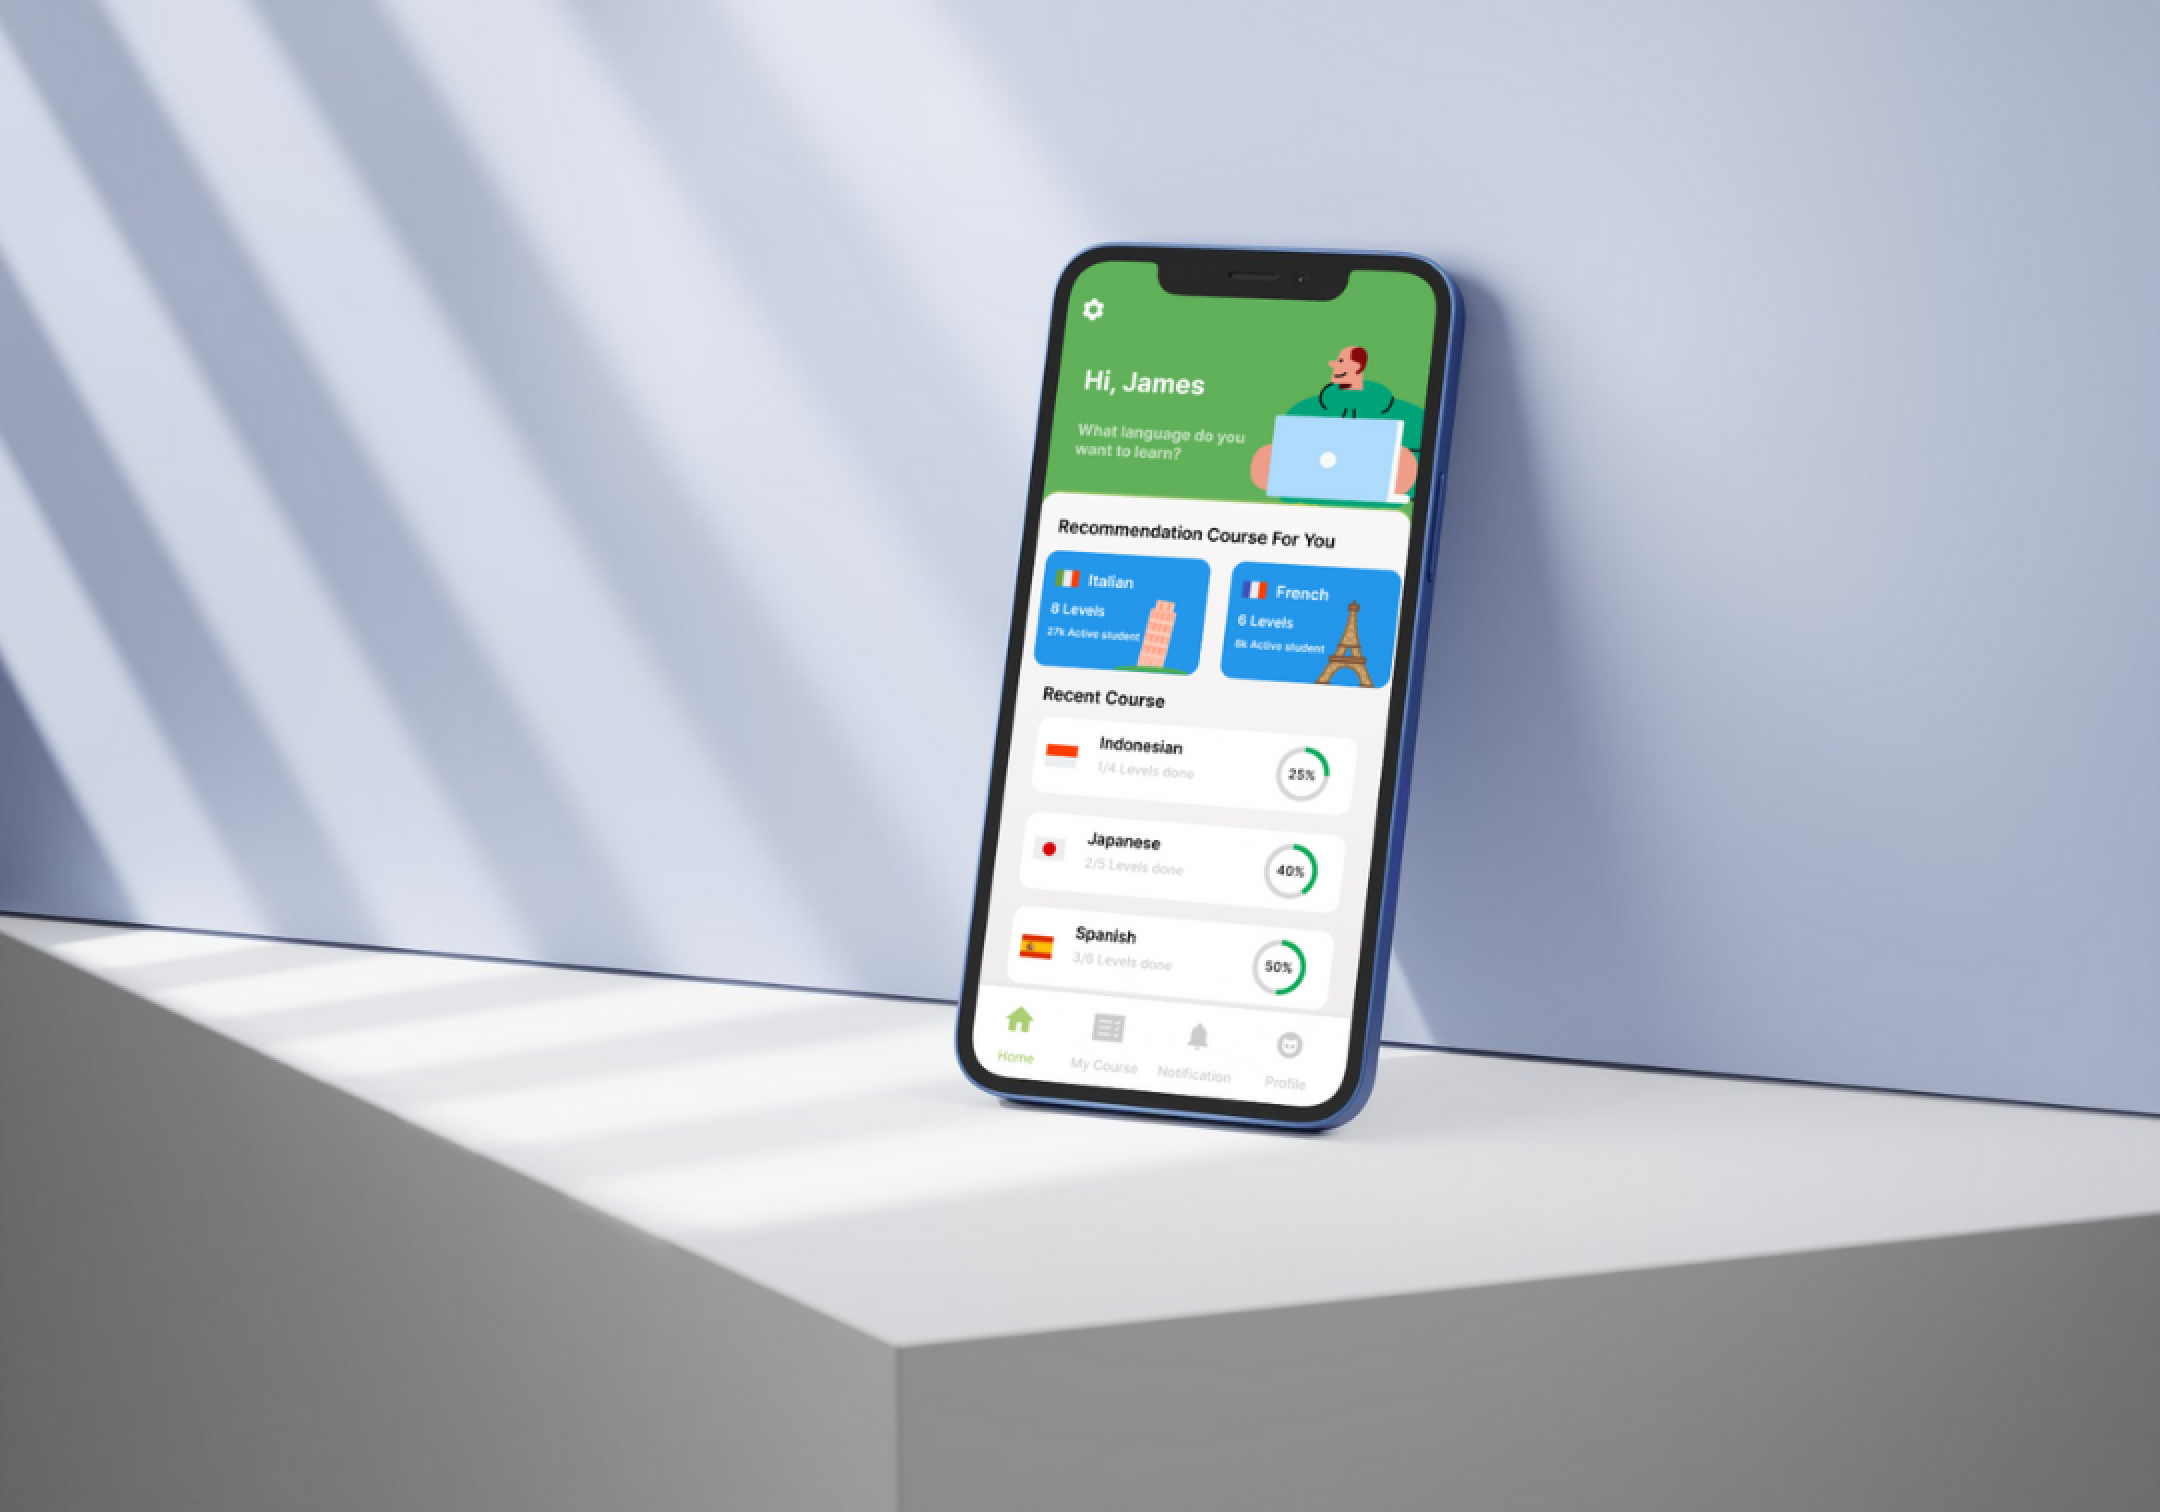 Hi, James
What language do you
want to learn?
Recommendation Course For You
Italian
8 Levels
27k Active student
French
6 Levels
8k Active student
Recent Course
Indonesian
1/4 Levels done
25%
Japanese
2/5 Levels done
40%
Spanish
3/6 Levels done
50%
Home
My Course
Notification
Profile